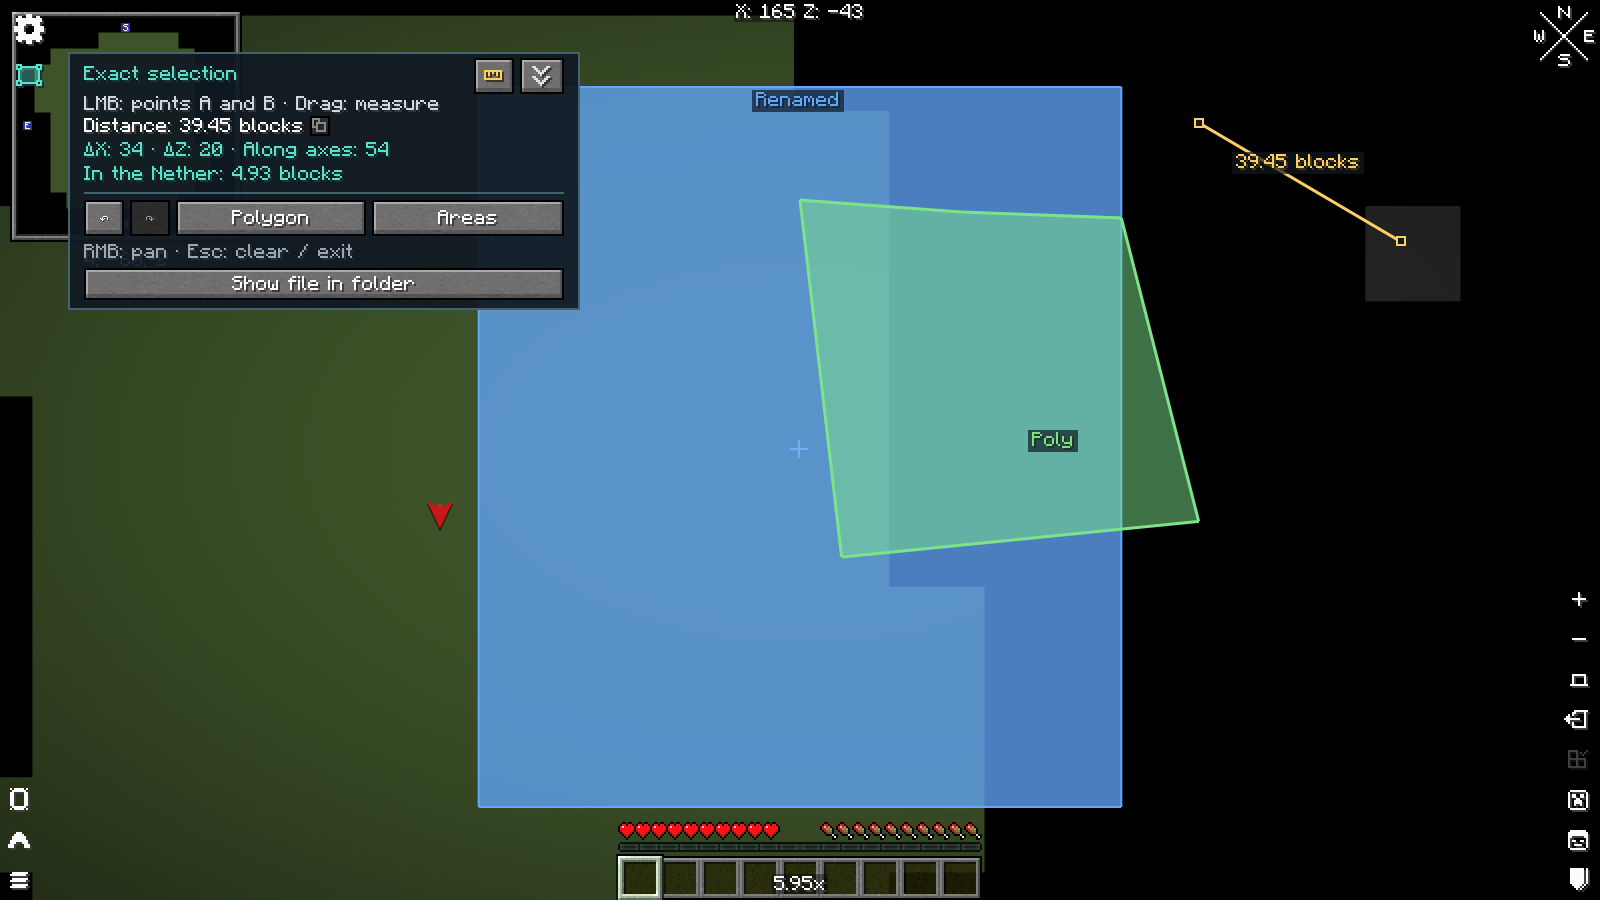 X: 165 Z: -43
N
W E
S
S
E
Exact selection
LMB: points A and B · Drag: measure
Distance: 39.45 blocks
ΔX: 34 · ΔZ: 20 · Along axes: 54
In the Nether: 4.93 blocks
Polygon
Areas
RMB: pan · Esc: clear / exit
Show file in folder
Renamed
39.45 blocks
Poly
5.95x